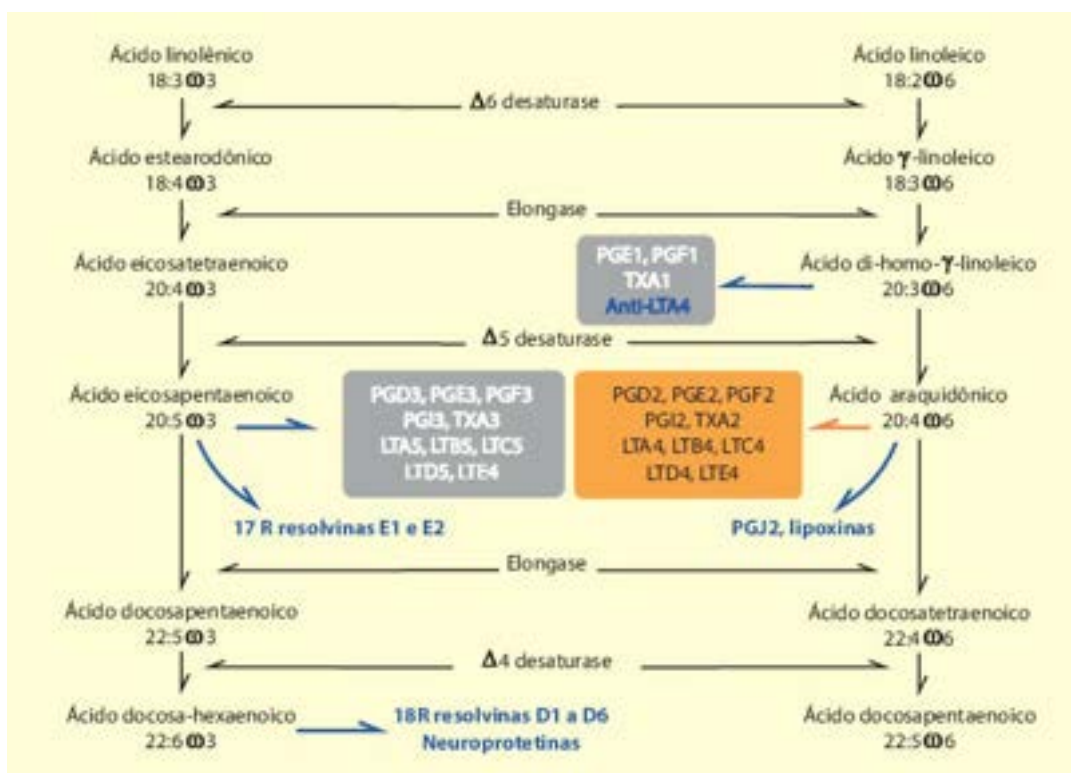 Ácido linolênico
18:3ω3
Ácido linoleico
18:2ω6
Δ6 desaturase
Ácido estearodônico
18:4ω3
Ácido γ-linoleico
18:3ω6
Elongase
Ácido eicosatetraenoico
20:4ω3
PGE1, PGF1
TXA1
Anti-LTA4
Ácido di-homo-γ-linoleico
20:3ω6
Δ5 desaturase
Ácido eicosapentaenoico
20:5ω3
PGD3, PGE3, PGF3
PGI3, TXA3
LTA5, LTB5, LTC5
LTD5, LTE4
PGD2, PGE2, PGF2
PGI2, TXA2
LTA4, LTB4, LTC4
LTD4, LTE4
Ácido araquidônico
20:4ω6
17 R resolvinas E1 e E2
PGJ2, lipoxinas
Elongase
Ácido docosapentaenoico
22:5ω3
Ácido docosatetraenoico
22:4ω6
Δ4 desaturase
Ácido docosa-hexaenoico
22:6ω3
18R resolvinas D1 a D6
Neuroprotetinas
Ácido docosapentaenoico
22:5ω6